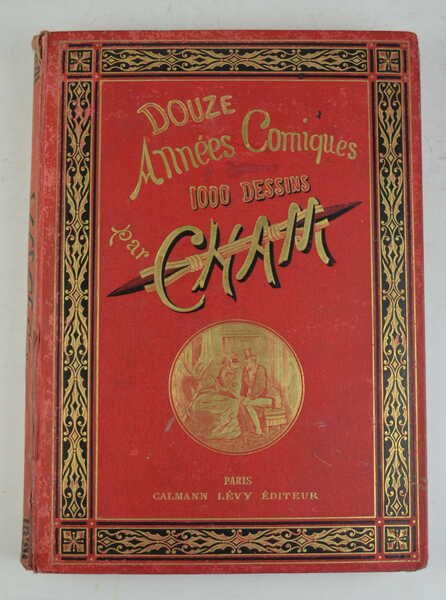 DOUZE
Années Comiques
1000 DESSINS
par CHAM
PARIS
CALMANN LÉVY ÉDITEUR